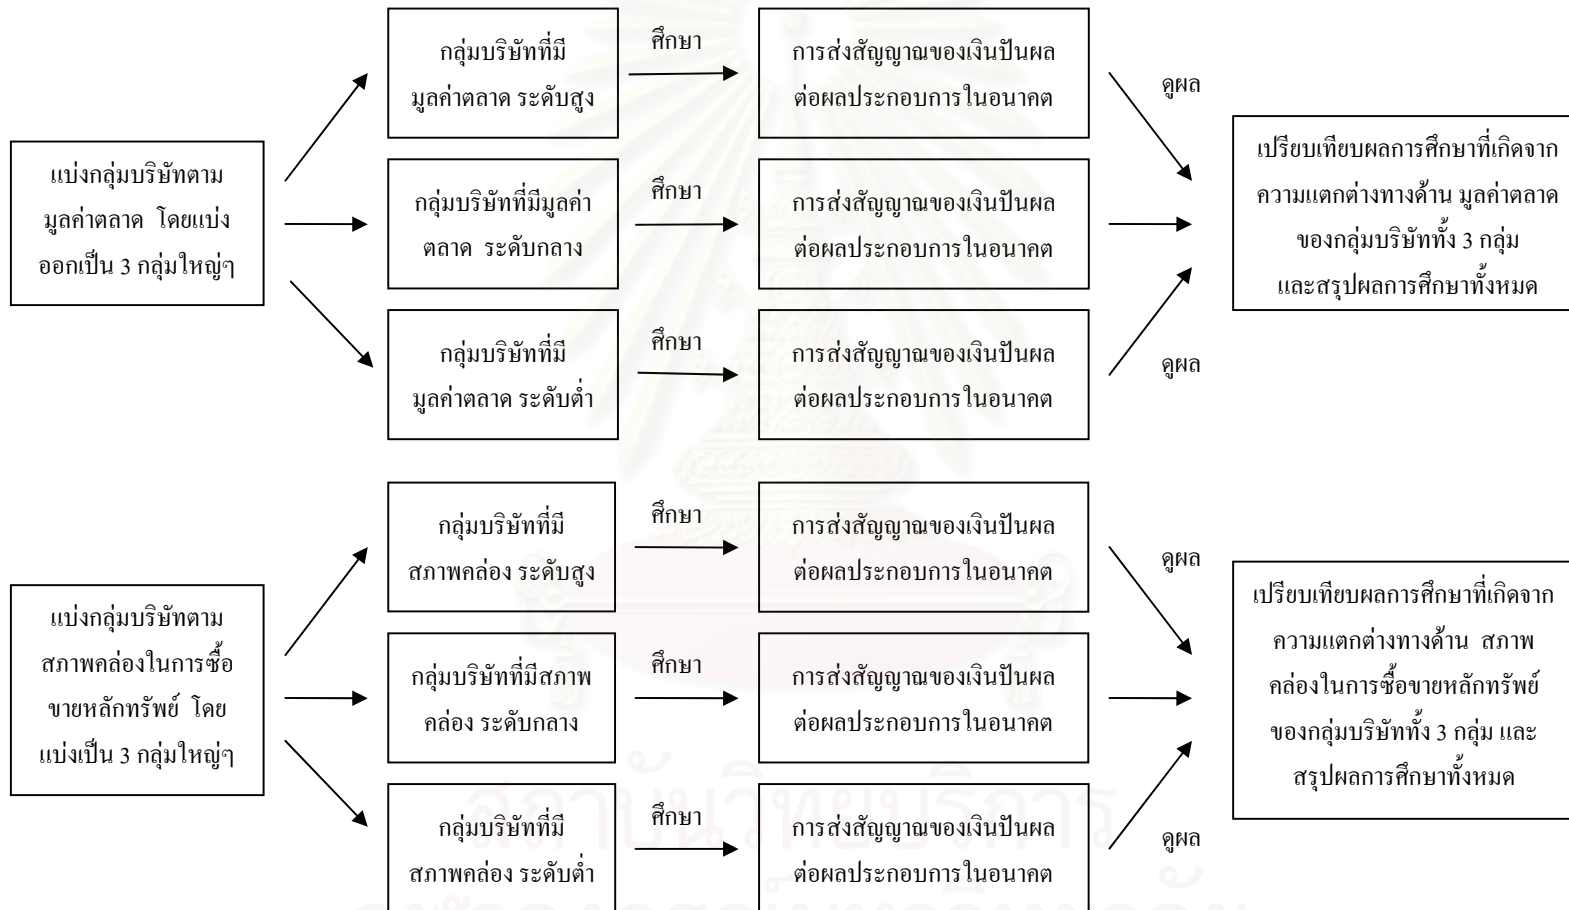 แบ่งกลุ่มบริษัทตาม
มูลค่าตลาด โดยแบ่ง
ออกเป็น 3 กลุ่มใหญ่ๆ
กลุ่มบริษัทที่มี
มูลค่าตลาด ระดับสูง
ศึกษา
การส่งสัญญาณของเงินปันผล
ต่อผลประกอบการในอนาคต
ดูผล
กลุ่มบริษัทที่มีมูลค่า
ตลาด ระดับกลาง
ศึกษา
การส่งสัญญาณของเงินปันผล
ต่อผลประกอบการในอนาคต
กลุ่มบริษัทที่มี
มูลค่าตลาด ระดับต่ำ
ศึกษา
การส่งสัญญาณของเงินปันผล
ต่อผลประกอบการในอนาคต
ดูผล
เปรียบเทียบผลการศึกษาที่เกิดจาก
ความแตกต่างทางด้าน มูลค่าตลาด
ของกลุ่มบริษัททั้ง 3 กลุ่ม
และสรุปผลการศึกษาทั้งหมด
แบ่งกลุ่มบริษัทตาม
สภาพคล่องในการซื้อ
ขายหลักทรัพย์ โดย
แบ่งเป็น 3 กลุ่มใหญ่ๆ
กลุ่มบริษัทที่มี
สภาพคล่อง ระดับสูง
ศึกษา
การส่งสัญญาณของเงินปันผล
ต่อผลประกอบการในอนาคต
ดูผล
กลุ่มบริษัทที่มีสภาพ
คล่อง ระดับกลาง
ศึกษา
การส่งสัญญาณของเงินปันผล
ต่อผลประกอบการในอนาคต
กลุ่มบริษัทที่มี
สภาพคล่อง ระดับต่ำ
ศึกษา
การส่งสัญญาณของเงินปันผล
ต่อผลประกอบการในอนาคต
ดูผล
เปรียบเทียบผลการศึกษาที่เกิดจาก
ความแตกต่างทางด้าน สภาพ
คล่องในการซื้อขายหลักทรัพย์
ของกลุ่มบริษัททั้ง 3 กลุ่ม และ
สรุปผลการศึกษาทั้งหมด
สถาบันวิทยบริการ